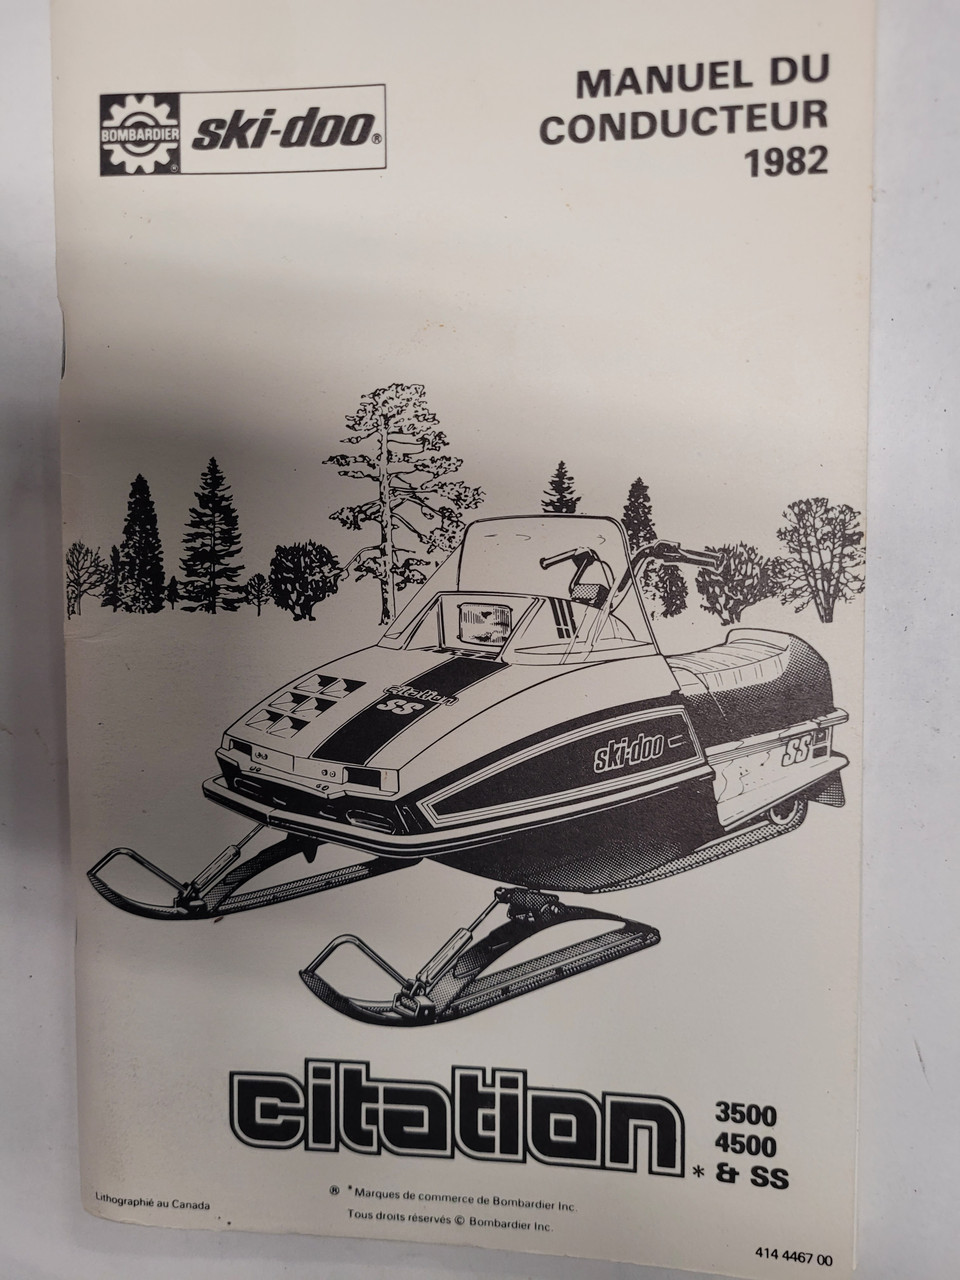 BOMBARDIER
ski-doo®
MANUEL DU
CONDUCTEUR
1982
citation
SS
ski-doo
SS
citation
3500
4500
* & SS
Lithographié au Canada
® * Marques de commerce de Bombardier Inc.
Tous droits réservés © Bombardier Inc.
414 4467 00